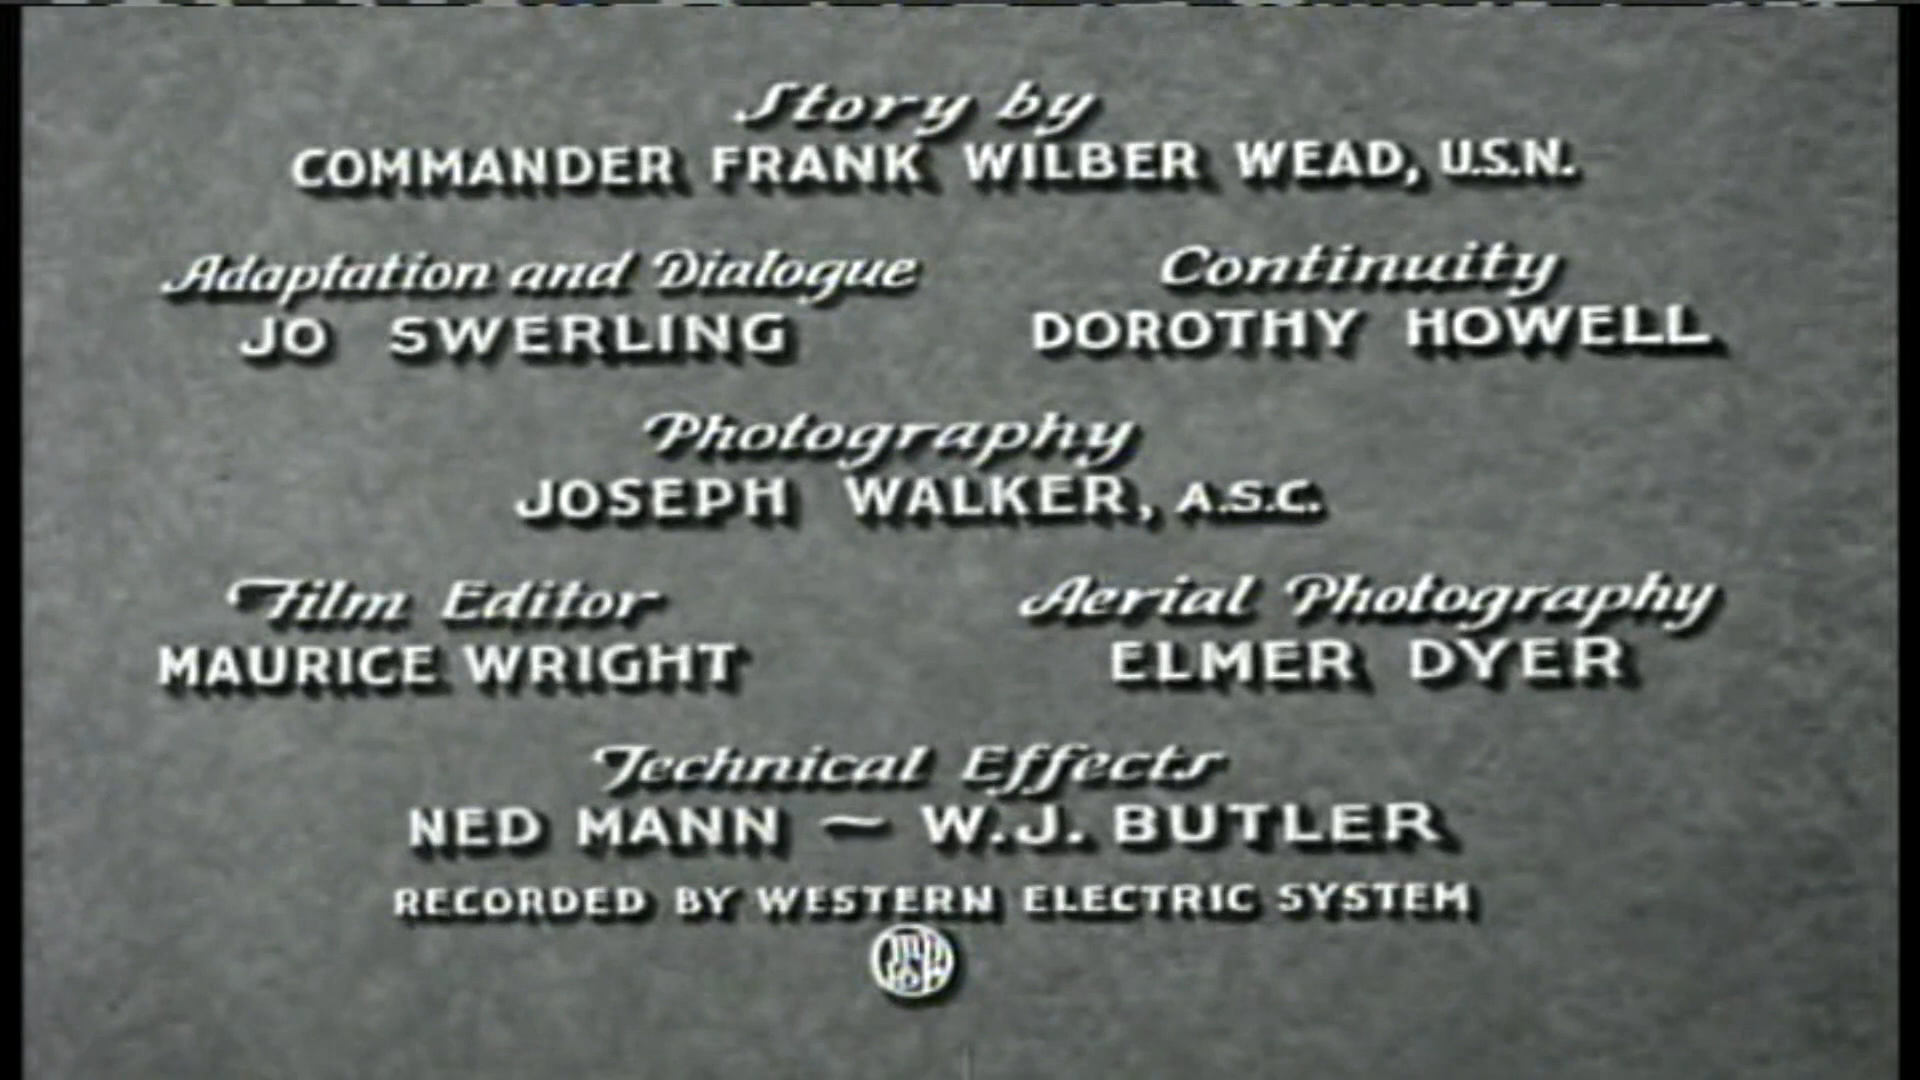 Story by
COMMANDER FRANK WILBER WEAD, U.S.N.
Adaptation and Dialogue
JO SWERLING
Continuity
DOROTHY HOWELL
Photography
JOSEPH WALKER, A.S.C.
Film Editor
MAURICE WRIGHT
Aerial Photography
ELMER DYER
Technical Effects
NED MANN ~ W.J. BUTLER
RECORDED BY WESTERN ELECTRIC SYSTEM